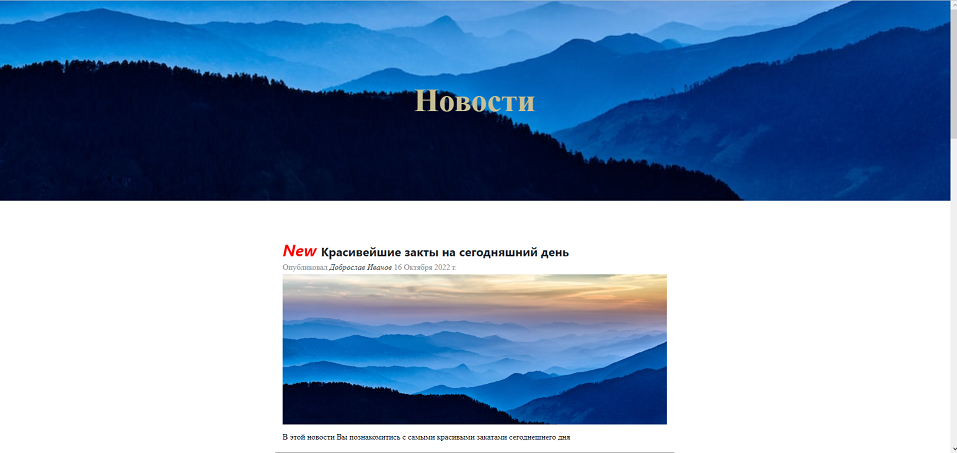 Новости
New Красивейшие закты на сегодняшний день
Опубликовал Доброслав Иванов 16 Октября 2022 г.
В этой новости Вы познакомитись с самыми красивыми закатами сегоднешнего дня